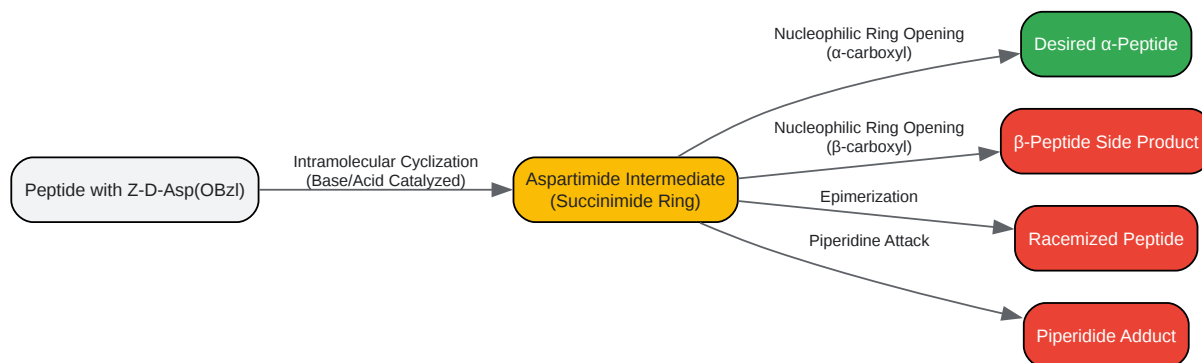 Nucleophilic Ring Opening
(α-carboxyl)
Desired α-Peptide
Nucleophilic Ring Opening
(β-carboxyl)
β-Peptide Side Product
Peptide with Z-D-Asp(OBzl)
Intramolecular Cyclization
(Base/Acid Catalyzed)
Aspartimide Intermediate
(Succinimide Ring)
Epimerization
Racemized Peptide
Piperidine Attack
Piperidide Adduct